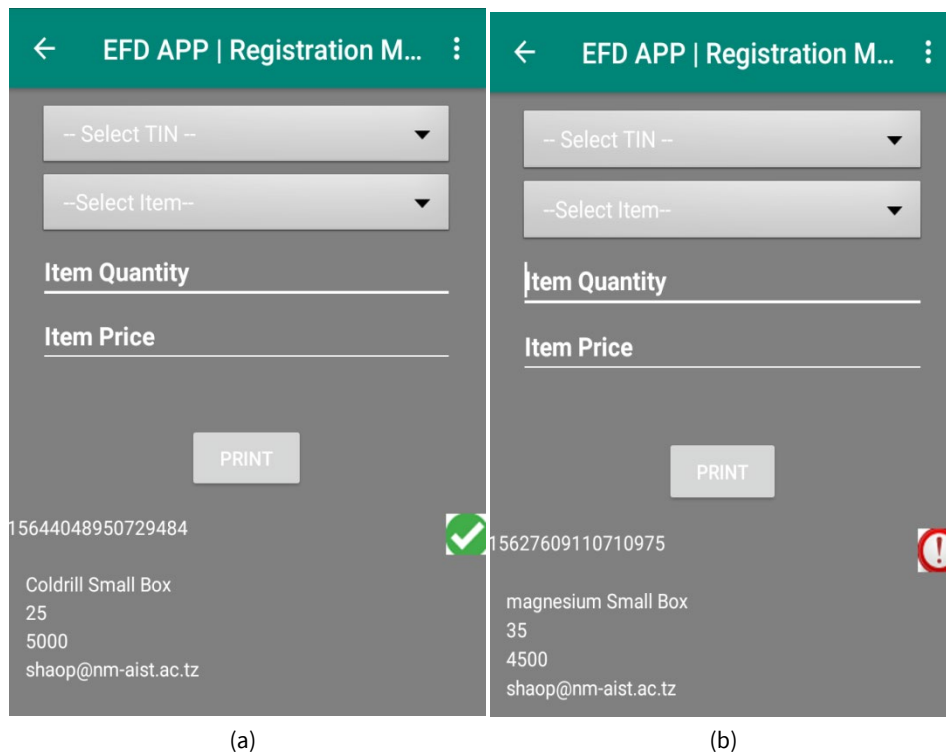 EFD APP | Registration M...
-- Select TIN --
--Select Item--
Item Quantity
Item Price
PRINT
15644048950729484
Coldrill Small Box
25
5000
shaop@nm-aist.ac.tz
(a)
EFD APP | Registration M...
-- Select TIN --
--Select Item--
Item Quantity
Item Price
PRINT
15627609110710975
magnesium Small Box
35
4500
shaop@nm-aist.ac.tz
(b)